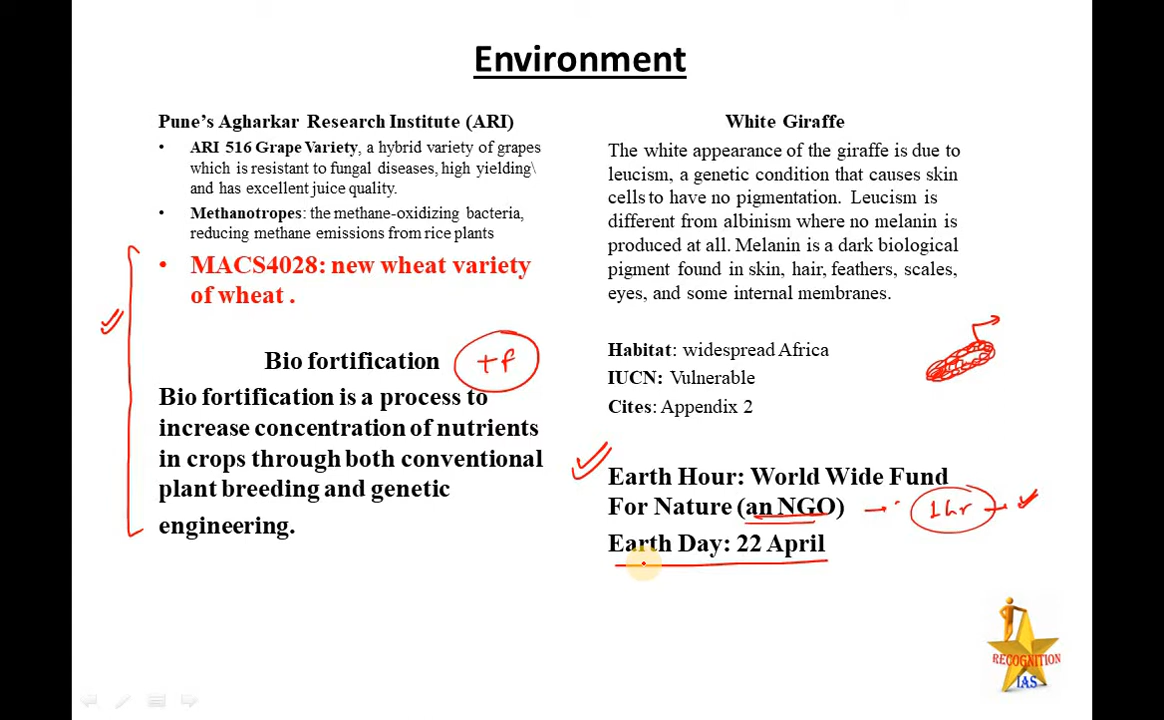 Environment
Pune's Agharkar Research Institute (ARI)
• ARI 516 Grape Variety, a hybrid variety of grapes
which is resistant to fungal diseases, high yielding\
and has excellent juice quality.
• Methanotropes: the methane-oxidizing bacteria,
reducing methane emissions from rice plants
• MACS4028: new wheat variety
of wheat .
Bio fortification
+f
Bio fortification is a process to
increase concentration of nutrients
in crops through both conventional
plant breeding and genetic
engineering.
White Giraffe
The white appearance of the giraffe is due to
leucism, a genetic condition that causes skin
cells to have no pigmentation. Leucism is
different from albinism where no melanin is
produced at all. Melanin is a dark biological
pigment found in skin, hair, feathers, scales,
eyes, and some internal membranes.
Habitat: widespread Africa
IUCN: Vulnerable
Cites: Appendix 2
Earth Hour: World Wide Fund
For Nature (an NGO)
1 hr
Earth Day: 22 April
RECOGNITION
IAS